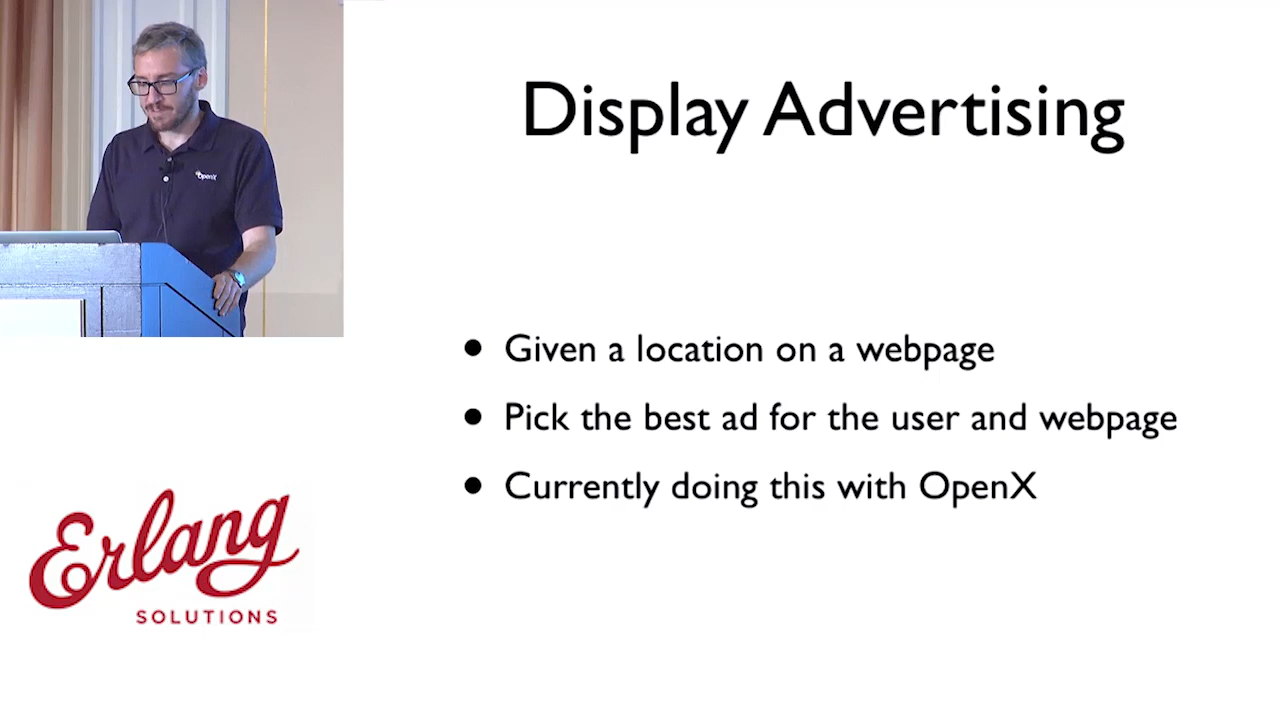 Display Advertising
OpenX
• Given a location on a webpage
• Pick the best ad for the user and webpage
• Currently doing this with OpenX
Erlang
SOLUTIONS